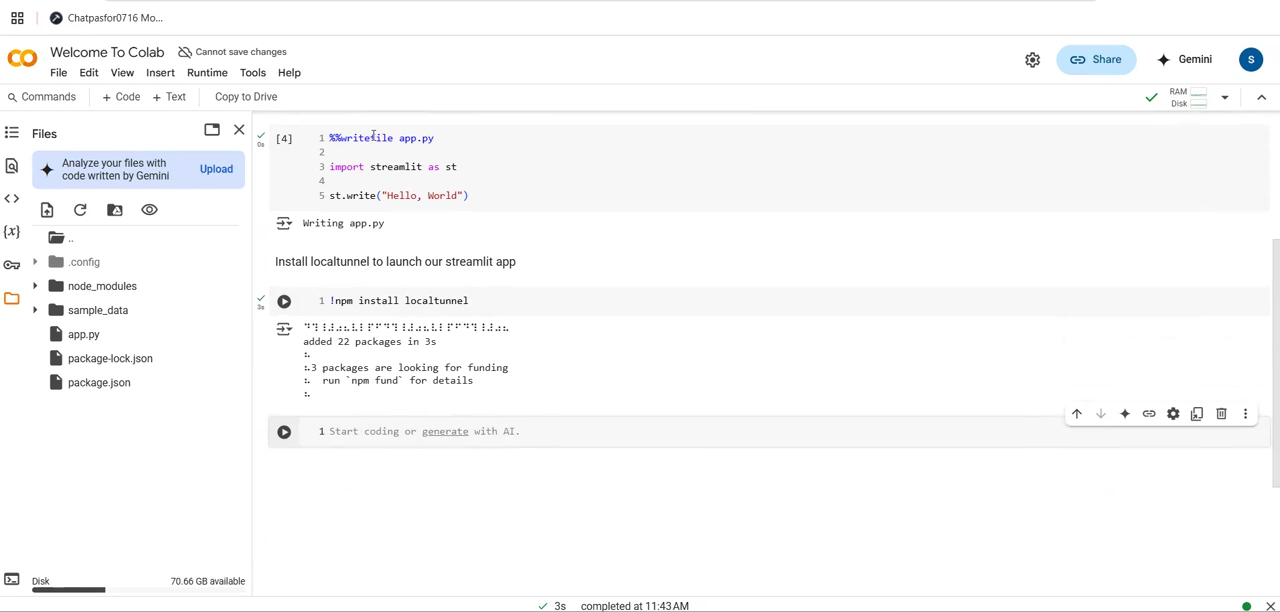 Chatpasfor0716 Mo...
Welcome To Colab
Cannot save changes
File Edit View Insert Runtime Tools Help
Share
Gemini
S
Commands
+ Code + Text
Copy to Drive
RAM
Disk
Files
Analyze your files with
code written by Gemini
Upload
{x}
..
.config
node_modules
sample_data
app.py
package-lock.json
package.json
Disk
70.66 GB available
0s
[4]
1 %%writefile app.py
2
3 import streamlit as st
4
5 st.write("Hello, World")
Writing app.py
Install localtunnel to launch our streamlit app
3s
1 !npm install localtunnel
added 22 packages in 3s
3 packages are looking for funding
run `npm fund` for details
1 Start coding or generate with AI.
3s completed at 11:43 AM